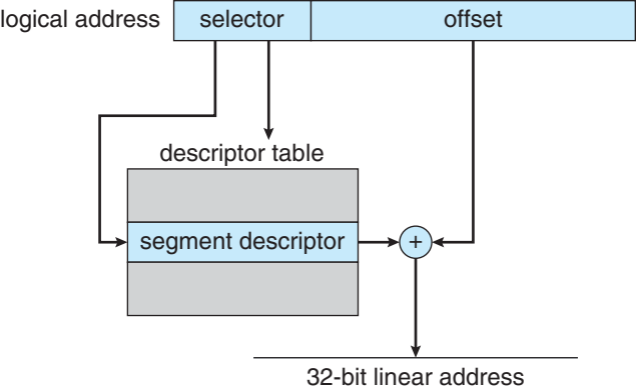 logical address selector offset
descriptor table
segment descriptor +
32-bit linear address